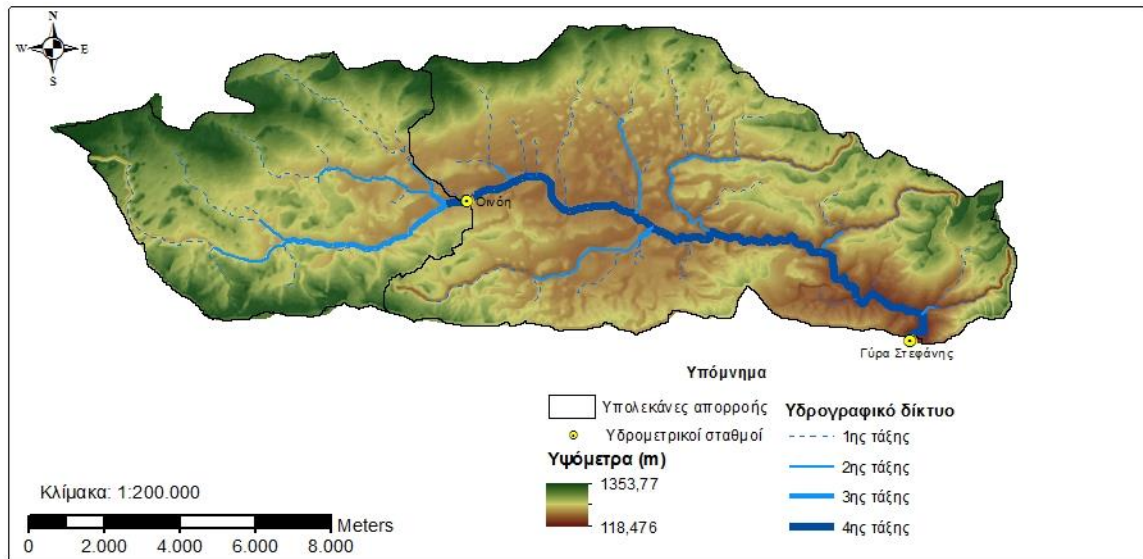 N
W E
S
Οινόη
Γύρα Στεφάνης
Υπόμνημα
Υπολεκάνες απορροής
Υδρομετρικοί σταθμοί
Υψόμετρα (m)
1353,77
118,476
Υδρογραφικό δίκτυο
1ης τάξης
2ης τάξης
3ης τάξης
4ης τάξης
Κλίμακα: 1:200.000
Meters
0 2.000 4.000 6.000 8.000